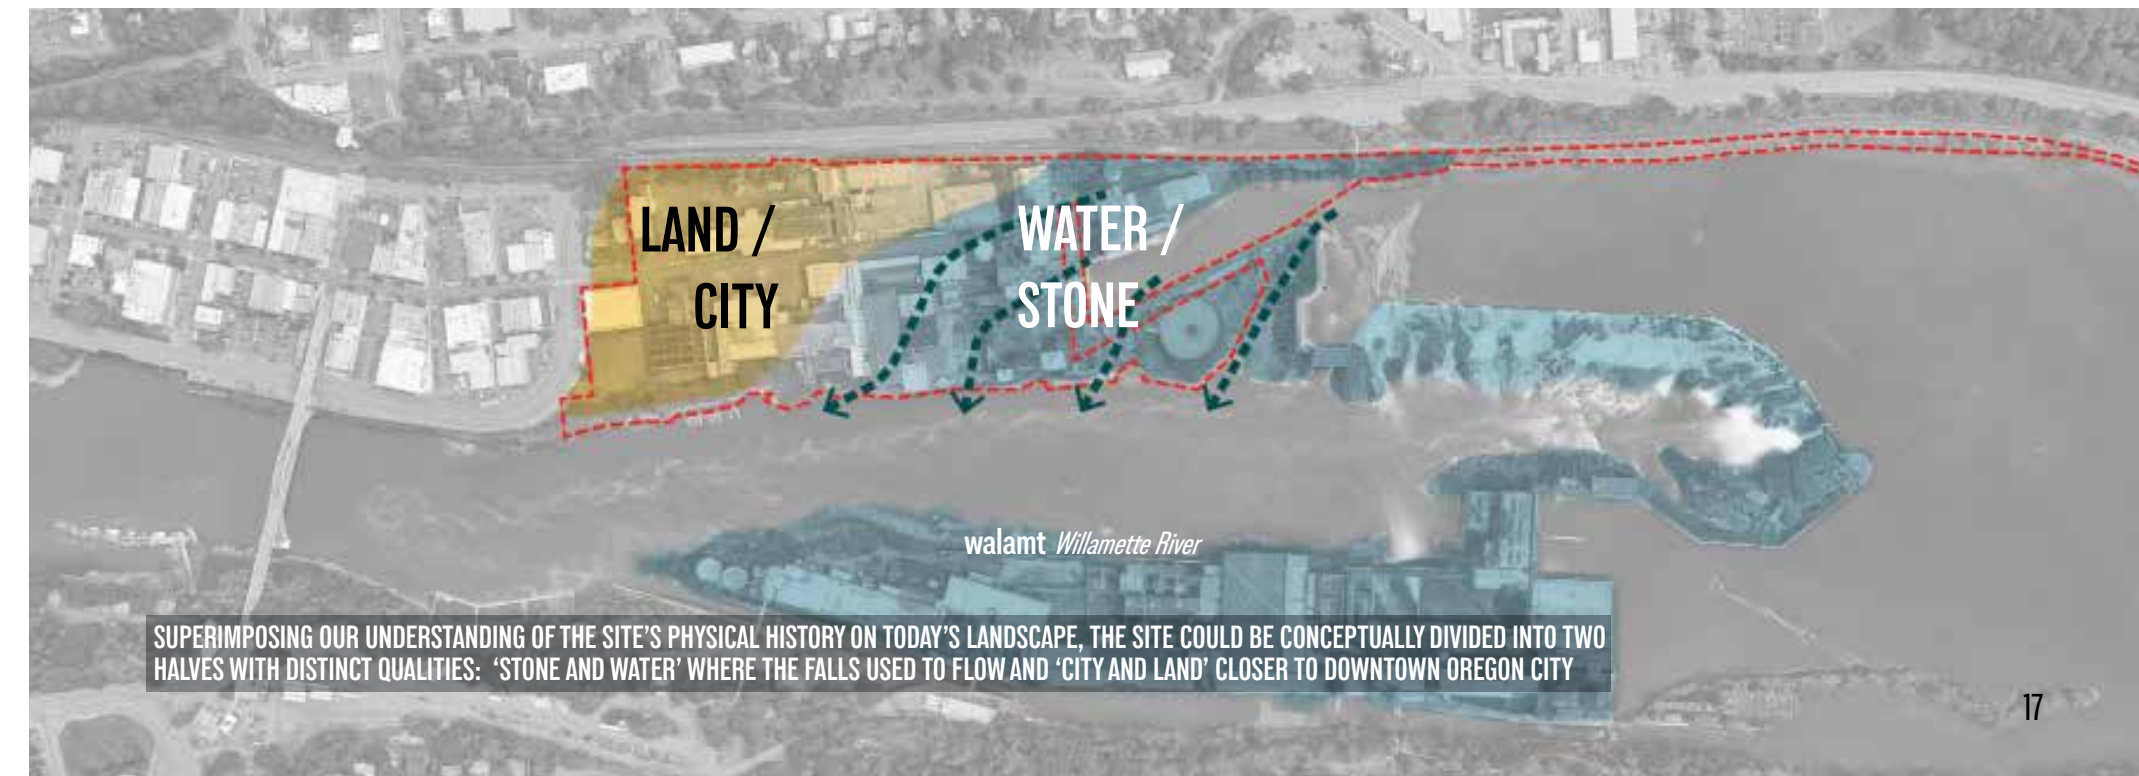 LAND /
CITY
WATER /
STONE
walamt Willamette River
SUPERIMPOSING OUR UNDERSTANDING OF THE SITE'S PHYSICAL HISTORY ON TODAY'S LANDSCAPE, THE SITE COULD BE CONCEPTUALLY DIVIDED INTO TWO
HALVES WITH DISTINCT QUALITIES: 'STONE AND WATER' WHERE THE FALLS USED TO FLOW AND 'CITY AND LAND' CLOSER TO DOWNTOWN OREGON CITY
17